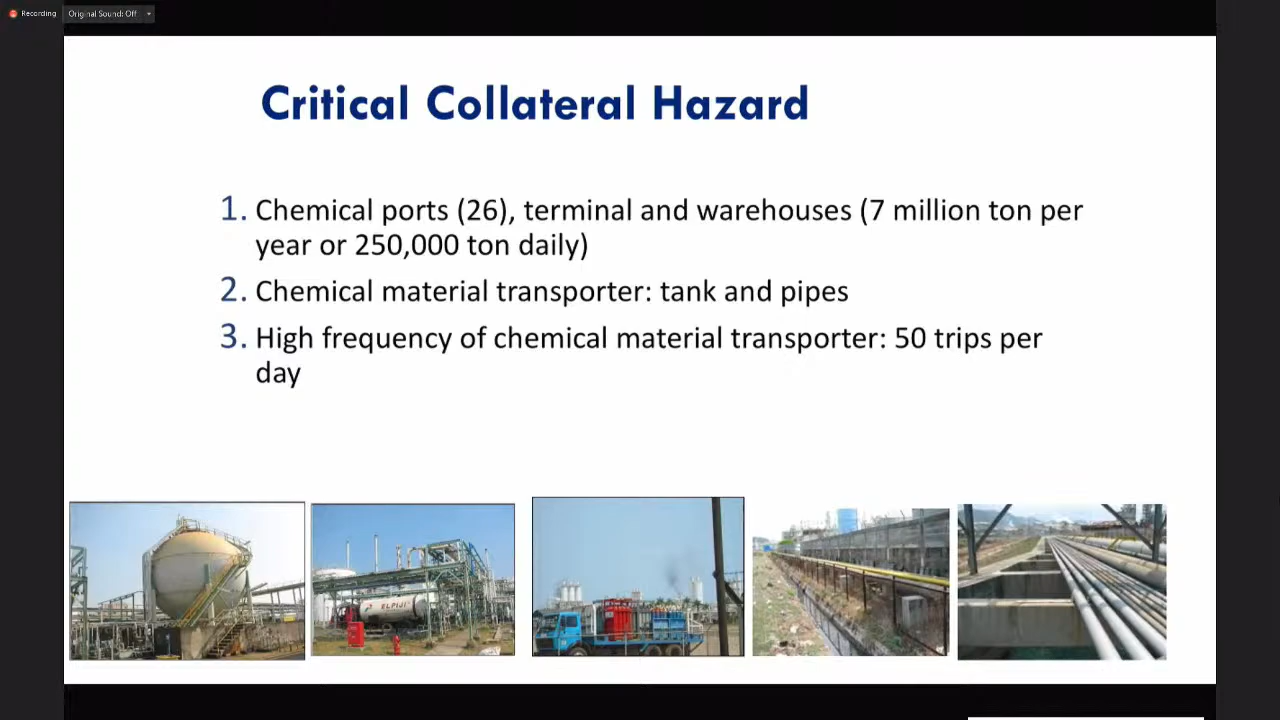 Recording
Original Sound: Off
Critical Collateral Hazard
1. Chemical ports (26), terminal and warehouses (7 million ton per
year or 250,000 ton daily)
2. Chemical material transporter: tank and pipes
3. High frequency of chemical material transporter: 50 trips per
day
ELPIJI